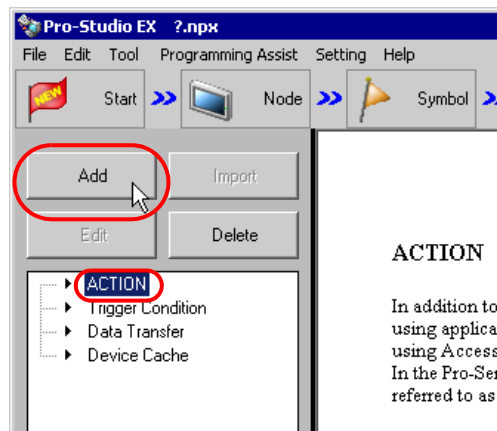 Pro-Studio EX ?.npx
File Edit Tool Programming Assist Setting Help
NEW Start Node Symbol
Add Import
Edit Delete
ACTION
Trigger Condition
Data Transfer
Device Cache
ACTION
In addition to
using applica
using Access
In the Pro-Ser
referred to as